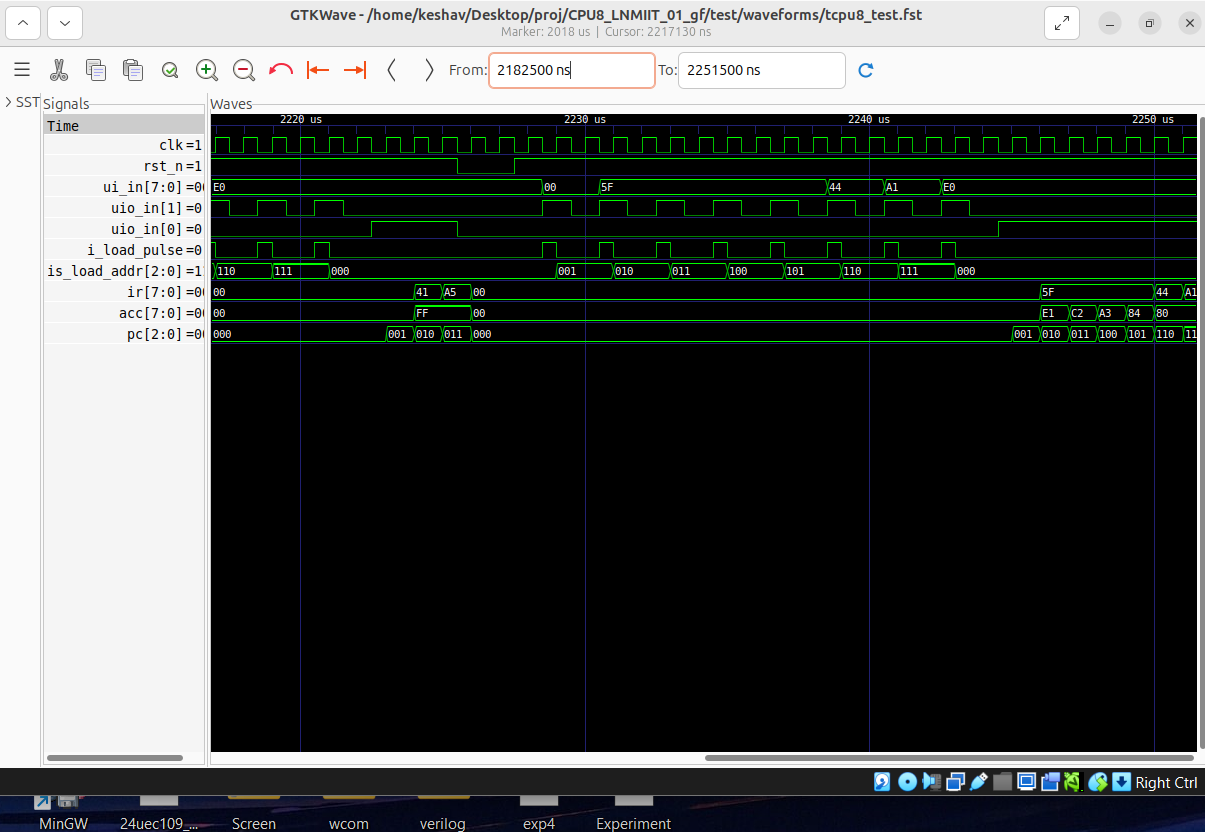 GTKWave - /home/keshav/Desktop/proj/CPU8_LNMIIT_01_gf/test/waveforms/tcpu8_test.fst
Marker: 2018 us | Cursor: 2217130 ns
From: 2182500 ns To: 2251500 ns
SST Signals Waves
Time 2220 us 2230 us 2240 us 2250 us
clk=1
rst_n=1
ui_in[7:0]=00 E0 00 5F 44 A1 E0
uio_in[1]=0
uio_in[0]=0
i_load_pulse=0
is_load_addr[2:0]=11 110 111 000 001 010 011 100 101 110 111 000
ir[7:0]=00 00 41 A5 00 5F 44 A1
acc[7:0]=00 00 FF 00 E1 C2 A3 84 80
pc[2:0]=00 000 001 010 011 000 001 010 011 100 101 110 11
Right Ctrl
MinGW 24uec109_... Screen wcom verilog exp4 Experiment